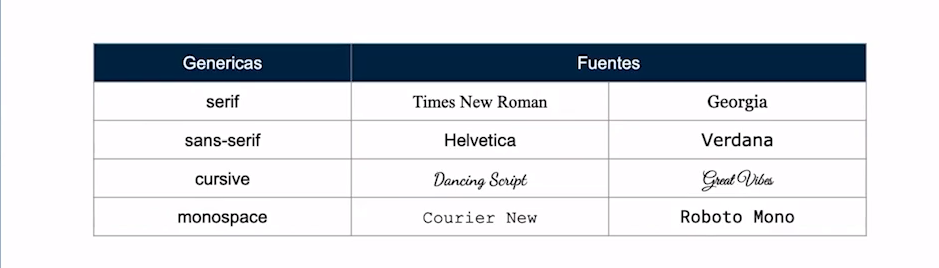 Genericas Fuentes
serif Times New Roman Georgia
sans-serif Helvetica Verdana
cursive Dancing Script Great Vibes
monospace Courier New Roboto Mono